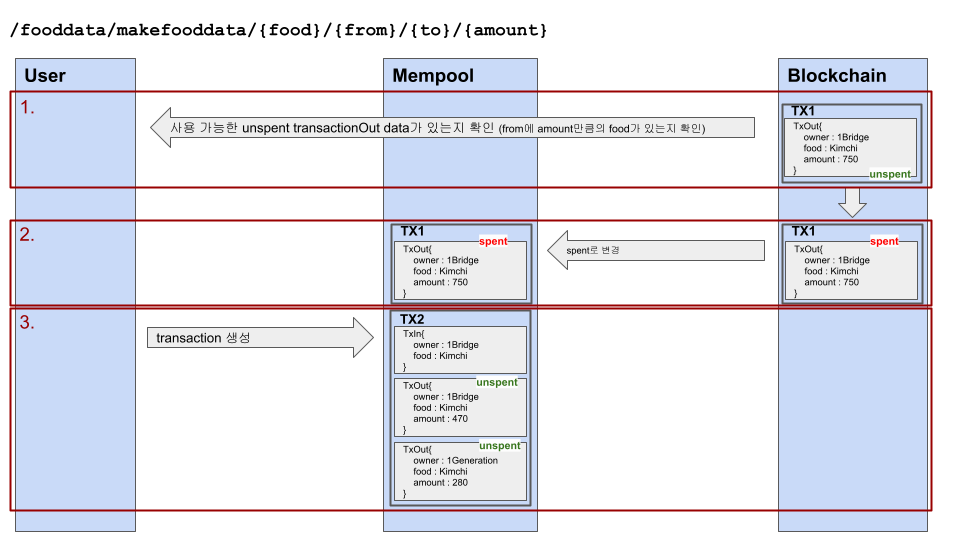 /fooddata/makefooddata/{food}/{from}/{to}/{amount}
User
Mempool
Blockchain
1.
사용 가능한 unspent transactionOut data가 있는지 확인 (from에 amount만큼의 food가 있는지 확인)
TX1
TxOut{
owner : 1Bridge
food : Kimchi
amount : 750
}
unspent
2.
TX1
spent
TxOut{
owner : 1Bridge
food : Kimchi
amount : 750
}
spent로 변경
TX1
spent
TxOut{
owner : 1Bridge
food : Kimchi
amount : 750
}
3.
transaction 생성
TX2
TxIn{
owner : 1Bridge
food : Kimchi
}
unspent
TxOut{
owner : 1Bridge
food : Kimchi
amount : 470
}
unspent
TxOut{
owner : 1Generation
food : Kimchi
amount : 280
}